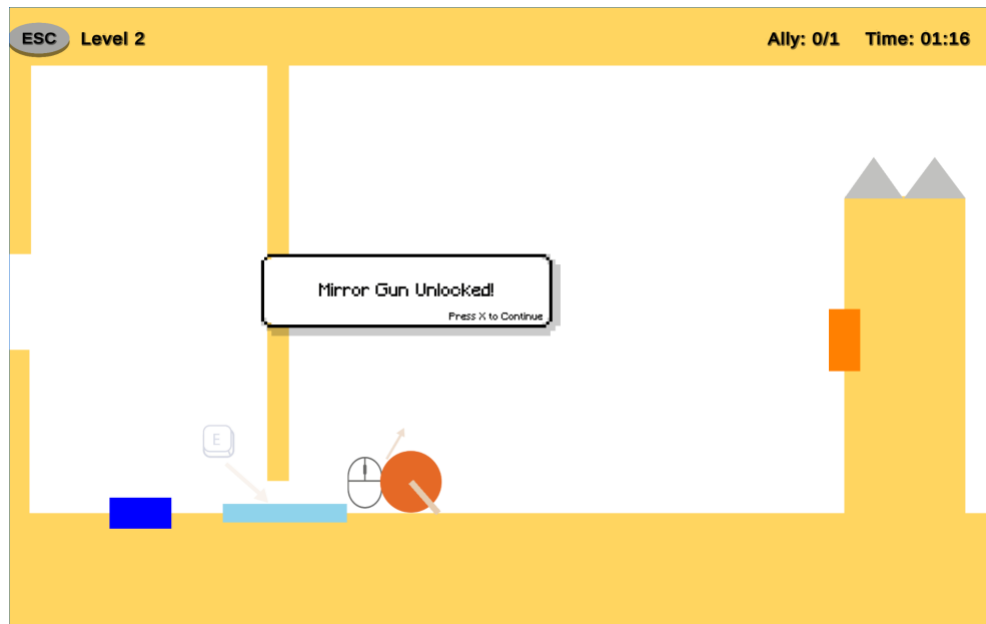 ESC Level 2 Ally: 0/1 Time: 01:16
Mirror Gun Unlocked!
Press X to Continue
E